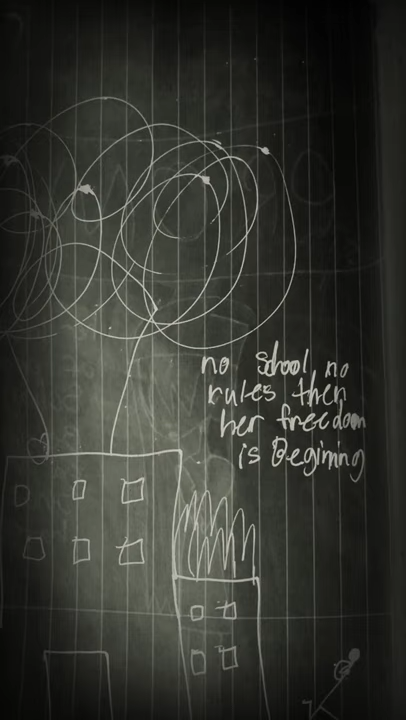 no school no
rules then
her freedom
is Begining